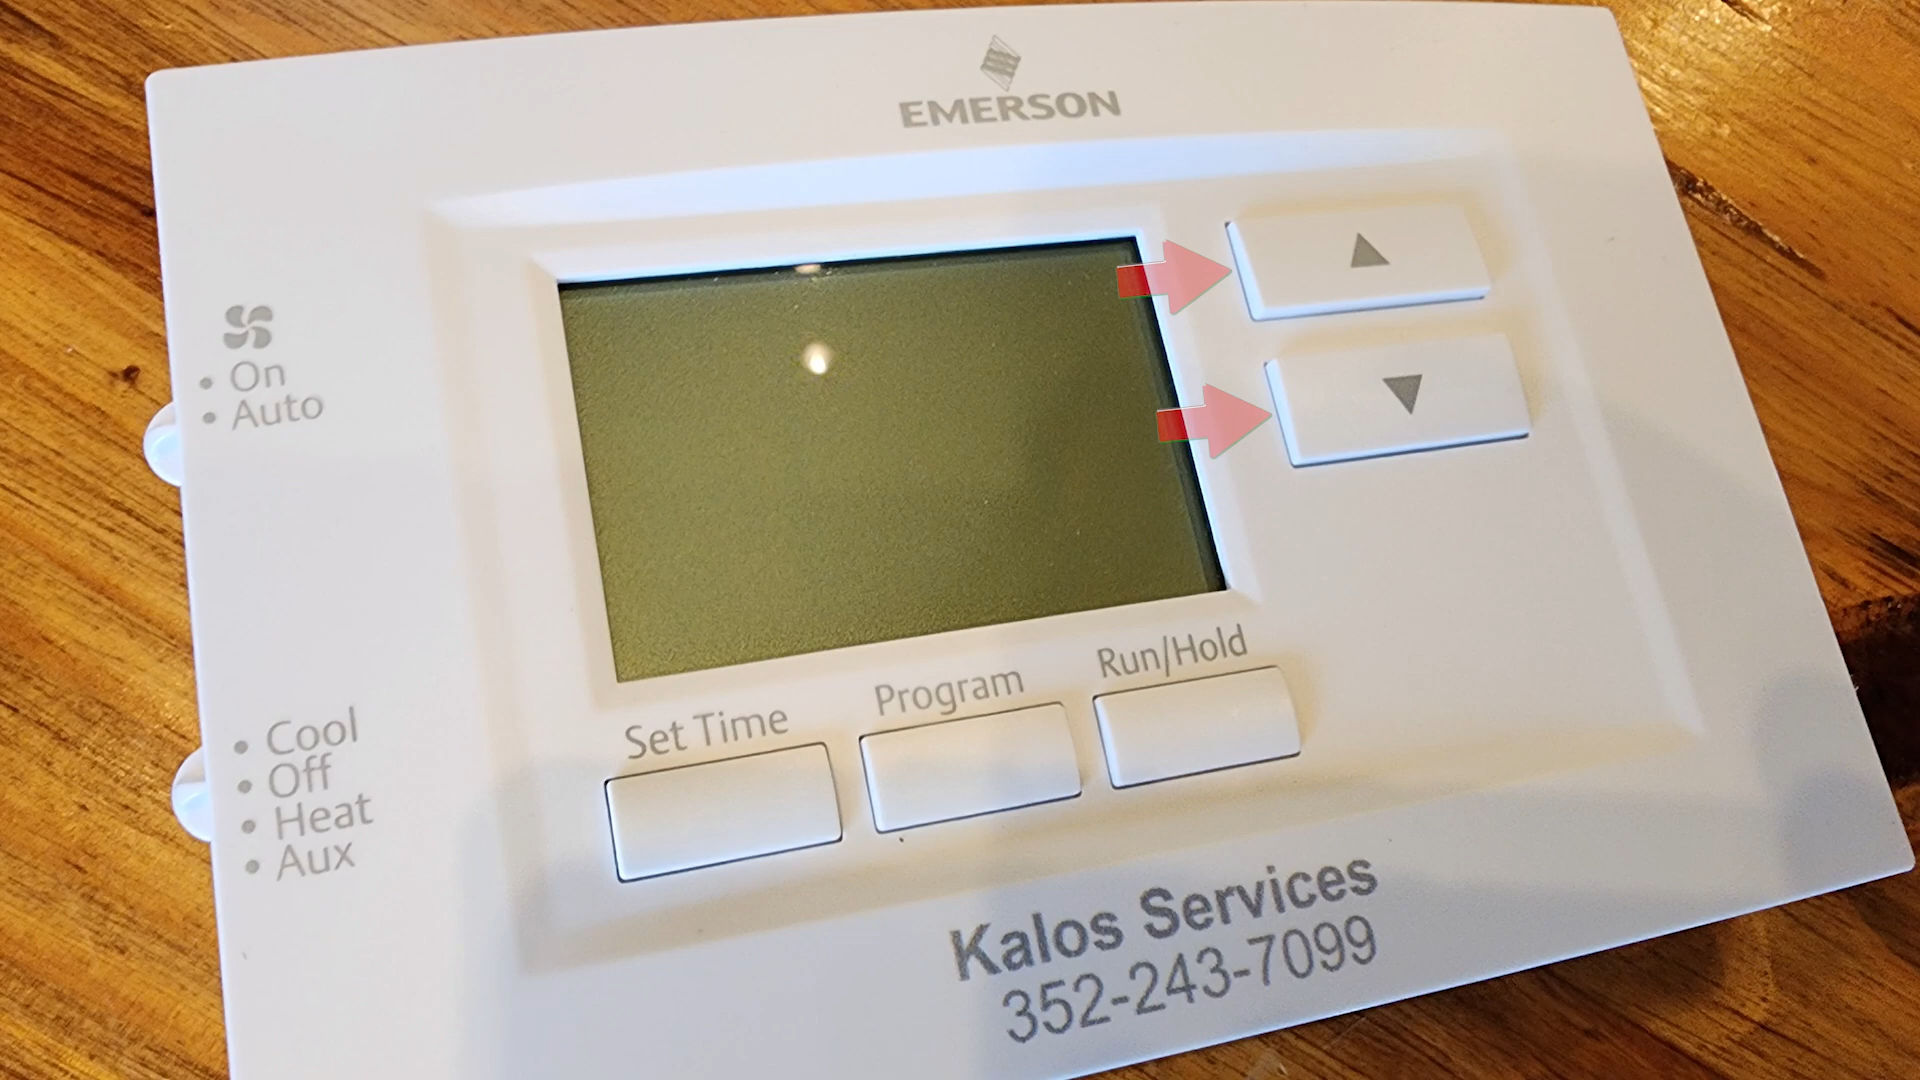 EMERSON
On
Auto
Cool
Off
Heat
Aux
Set Time
Program
Run/Hold
Kalos Services
352-243-7099